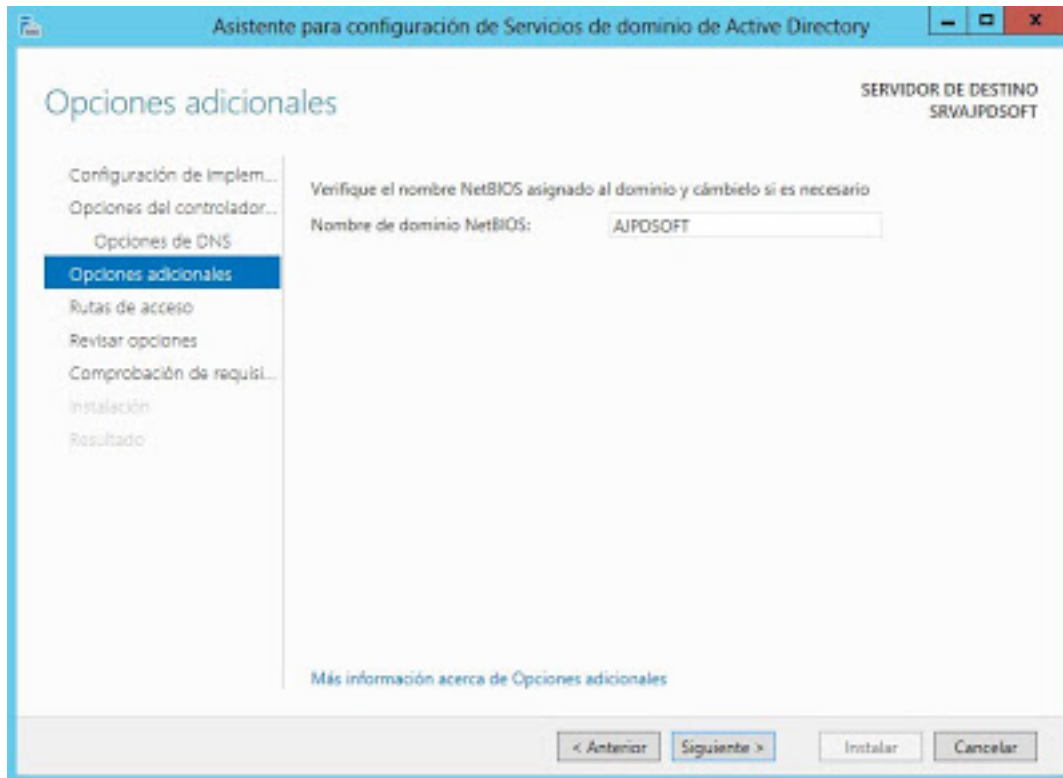 Asistente para configuración de Servicios de dominio de Active Directory
Opciones adicionales
SERVIDOR DE DESTINO
SRVAJPDSOFT
Configuración de implem...
Opciones del controlador...
Opciones de DNS
Opciones adicionales
Rutas de acceso
Revisar opciones
Comprobación de requisi...
Instalación
Resultado
Verifique el nombre NetBIOS asignado al dominio y cámbielo si es necesario
Nombre de dominio NetBIOS: AJPDSOFT
Más información acerca de Opciones adicionales
< Anterior Siguiente > Instalar Cancelar